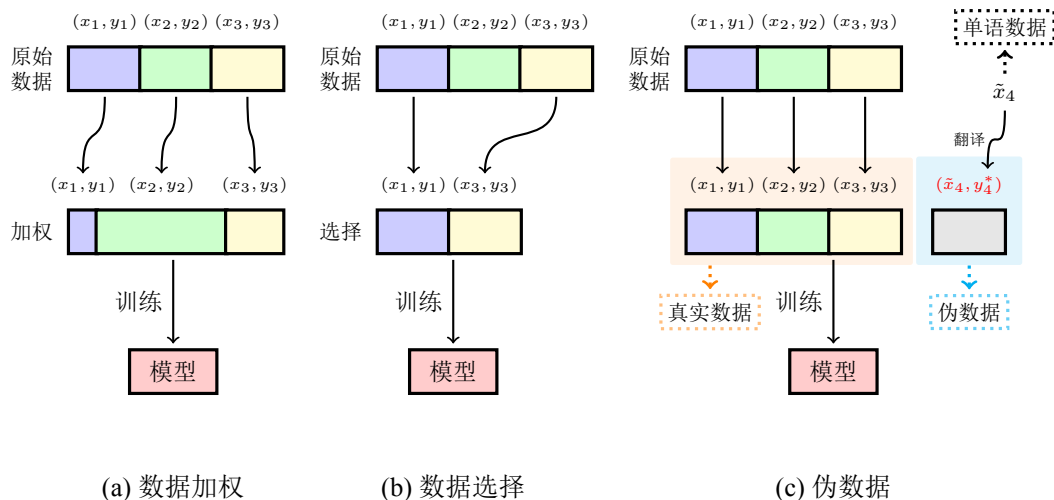 (x₁, y₁) (x₂, y₂) (x₃, y₃)
原始
数据
(x₁, y₁) (x₂, y₂) (x₃, y₃)
加权
训练
模型
(a) 数据加权
(x₁, y₁) (x₂, y₂) (x₃, y₃)
原始
数据
(x₁, y₁) (x₃, y₃)
选择
训练
模型
(b) 数据选择
(x₁, y₁) (x₂, y₂) (x₃, y₃)
原始
数据
单语数据
x̃₄
翻译
(x₁, y₁) (x₂, y₂) (x₃, y₃)
(x̃₄, y₄*)
真实数据
训练
伪数据
模型
(c) 伪数据